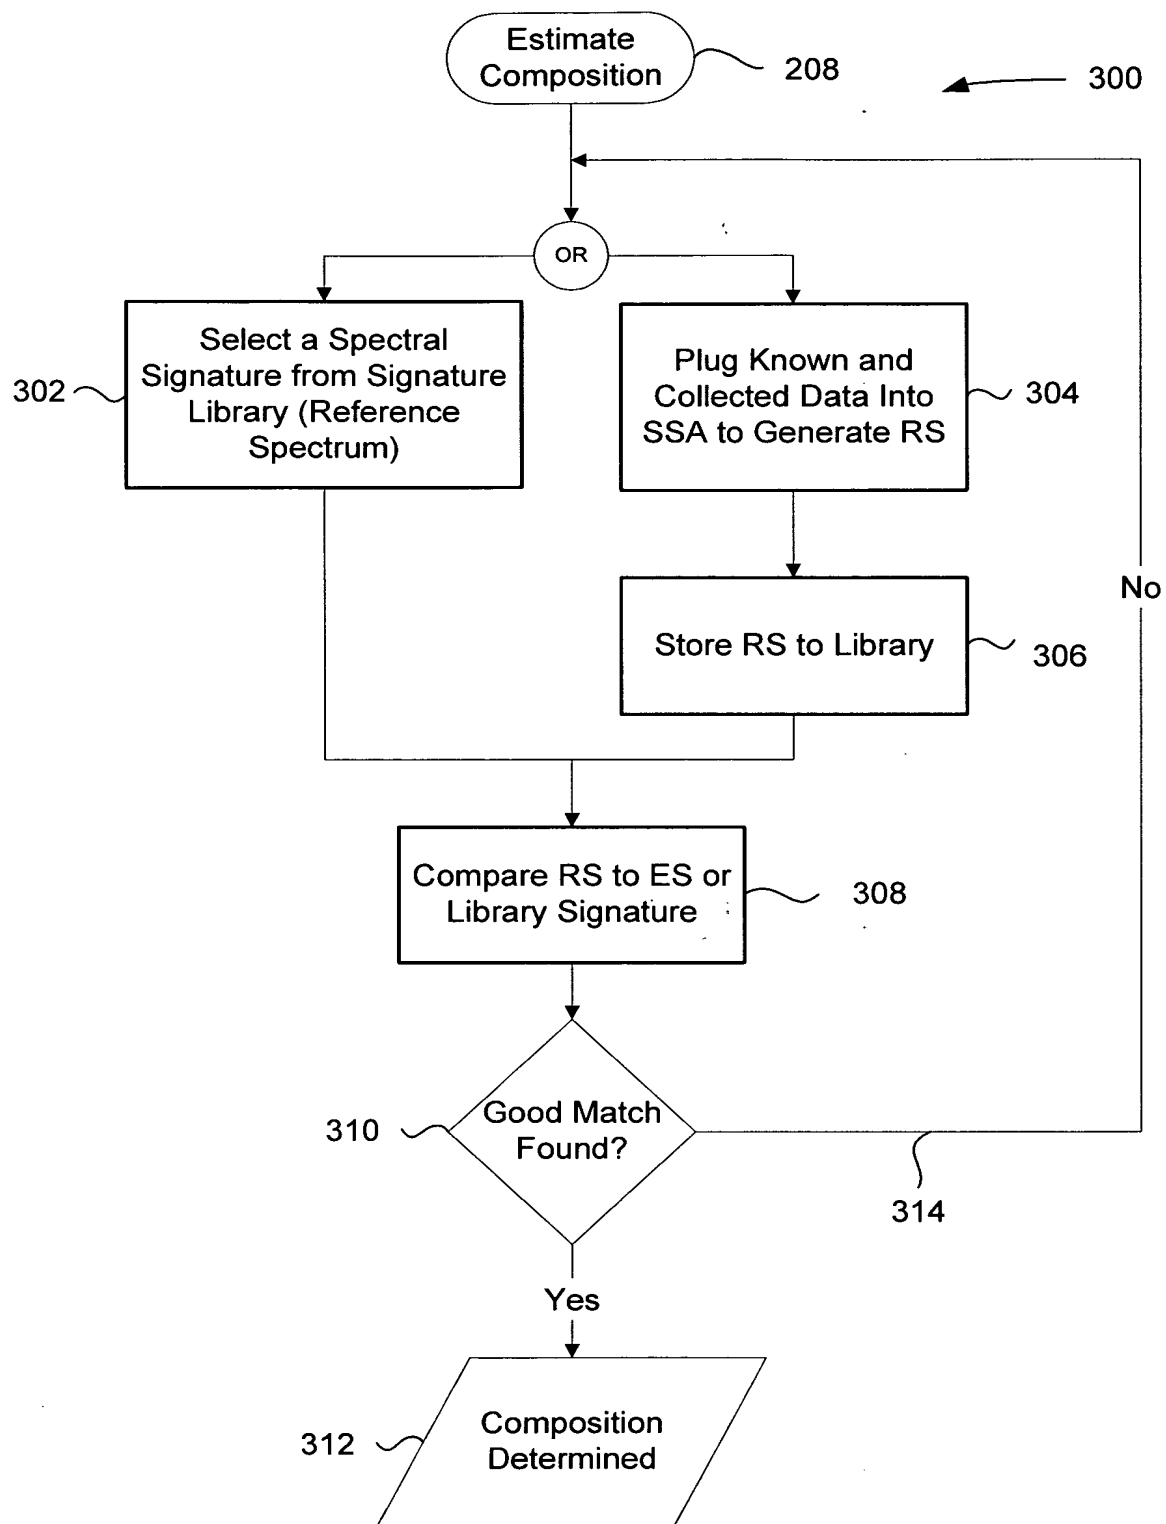 Estimate
Composition
208
300
OR
Select a Spectral
Signature from Signature
Library (Reference
Spectrum)
302
Plug Known and
Collected Data Into
SSA to Generate RS
304
No
Store RS to Library
306
Compare RS to ES or
Library Signature
308
Good Match
Found?
310
314
Yes
Composition
Determined
312